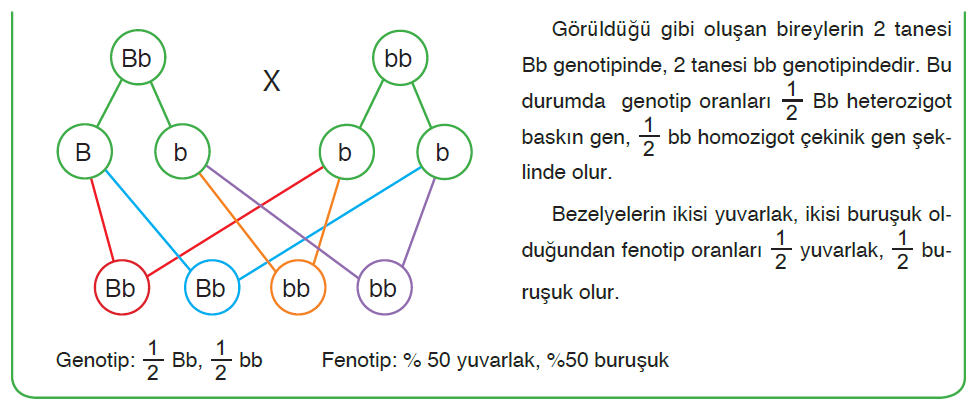 Bb
X
bb
B
b
b
b
Bb
Bb
bb
bb
Genotip: 1/2 Bb, 1/2 bb
Fenotip: % 50 yuvarlak, %50 buruşuk
Görüldüğü gibi oluşan bireylerin 2 tanesi
Bb genotipinde, 2 tanesi bb genotipindedir. Bu
durumda genotip oranları 1/2 Bb heterozigot
baskın gen, 1/2 bb homozigot çekinik gen şek-
linde olur.
Bezelyelerin ikisi yuvarlak, ikisi buruşuk ol-
duğundan fenotip oranları 1/2 yuvarlak, 1/2 bu-
ruşuk olur.